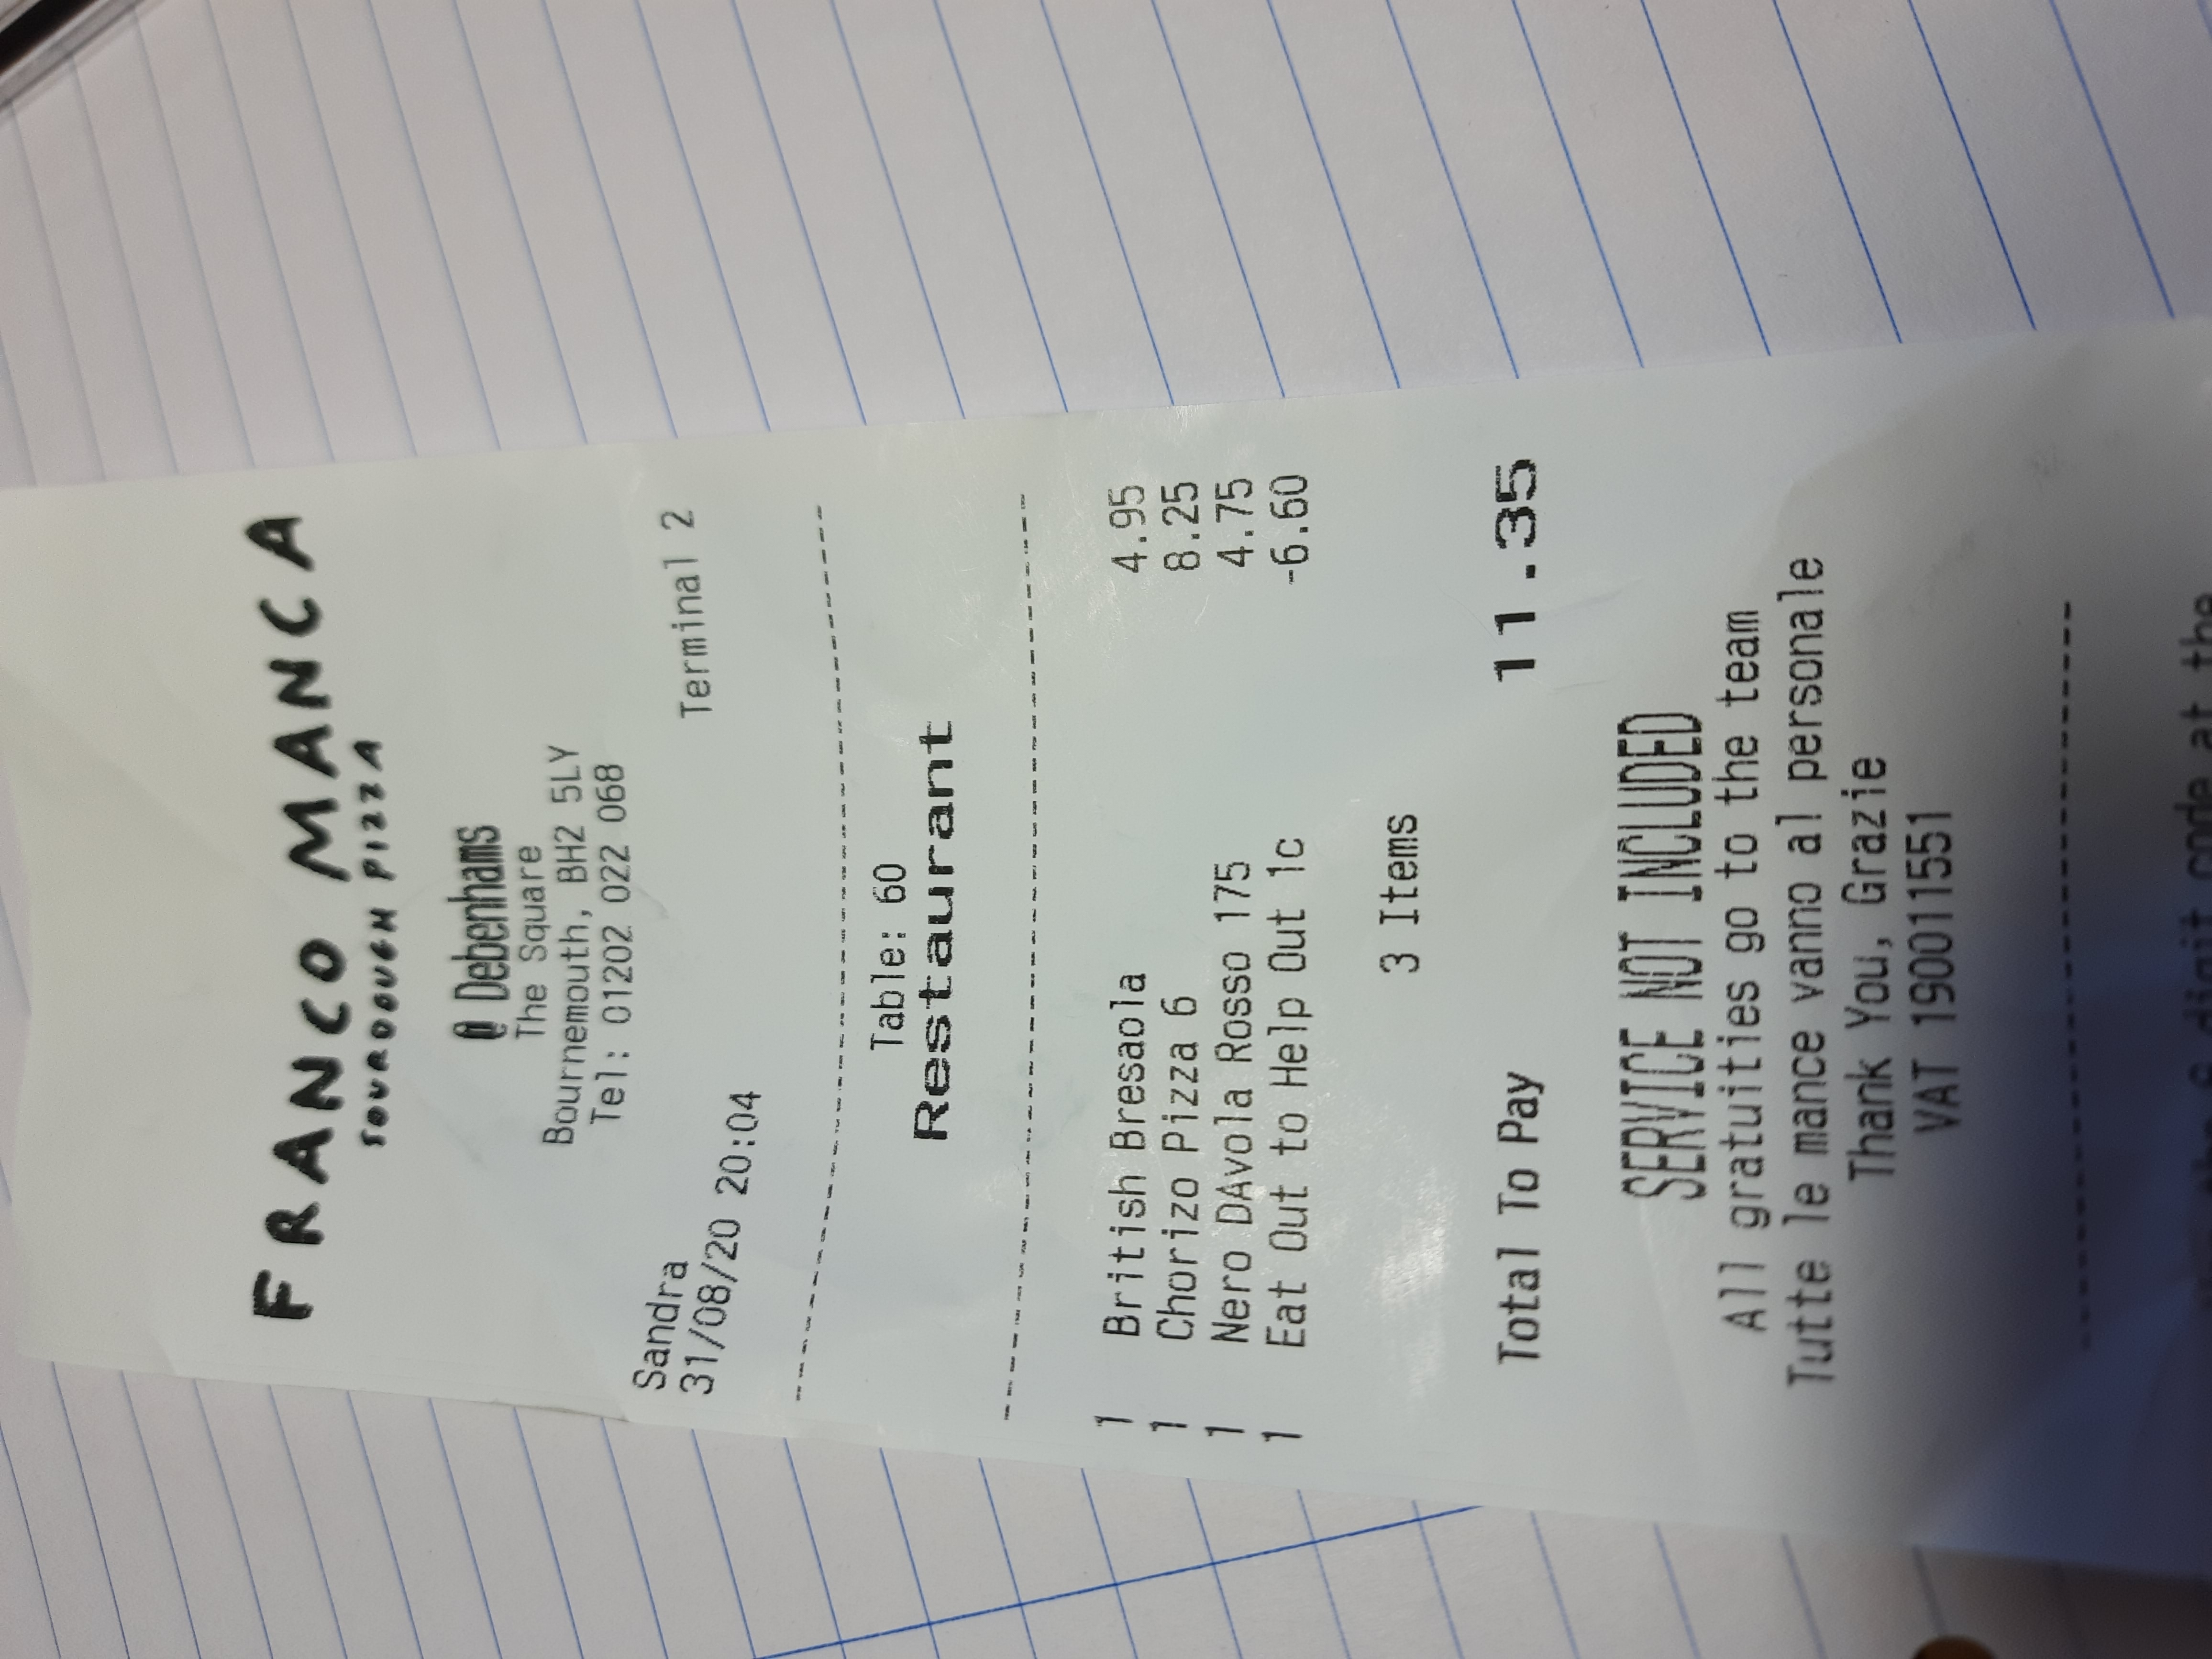 FRANCO MANCA
SOURDOUGH PIZZA
@ Debenhams
The Square
Bournemouth, BH2 5LY
Tel: 01202 022 068
Sandra Terminal 2
31/08/20 20:04
Table: 60
Restaurant
1 British Bresaola 4.95
1 Chorizo Pizza 6 8.25
1 Nero DAvola Rosso 175 4.75
1 Eat Out to Help Out 1c -6.60
3 Items
Total To Pay 11.35
SERVICE NOT INCLUDED
All gratuities go to the team
Tutte le mance vanno al personale
Thank You, Grazie
VAT 190011551
digit code at the